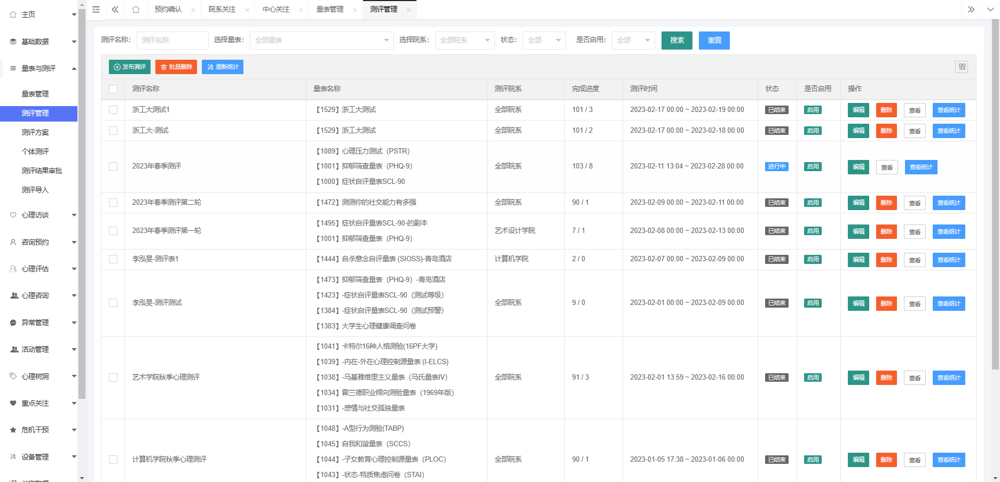 主页
基础数据
量表与测评
量表管理
测评管理
测评方案
个体测评
测评结果审批
测评导入
心理访谈
咨询预约
心理评估
心理咨询
异常管理
活动管理
心理树洞
重点关注
危机干预
设备管理
预约确认
院系关注
中心关注
量表管理
测评管理
测评名称: 测评名称 选择量表: 全部量表 选择院系: 全部院系 状态: 全部 是否启用: 全部 搜索 重置
发布测评 批量删除 重新统计
测评名称 量表名称 测评院系 完成进度 测评时间 状态 是否启用 操作
浙工大测试1 【1529】浙工大测试 全部院系 101 / 3 2023-02-17 00:00 ~ 2023-02-19 00:00 已结束 启用 编辑 删除 查看 查看统计
浙工大-测试 【1529】浙工大测试 全部院系 101 / 2 2023-02-17 00:00 ~ 2023-02-18 00:00 已结束 启用 编辑 删除 查看 查看统计
【1089】心理压力测试（PSTR）
2023年春季测评 【1001】抑郁筛查量表（PHQ-9） 全部院系 103 / 8 2023-02-11 13:04 ~ 2023-02-28 00:00 进行中 启用 编辑 查看 查看统计
【1000】症状自评量表SCL-90
2023年春季测评第二轮 【1472】测测你的社交能力有多强 全部院系 90 / 1 2023-02-09 00:00 ~ 2023-02-11 00:00 已结束 启用 编辑 删除 查看 查看统计
【1495】症状自评量表SCL-90-的副本
2023年春季测评第一轮 艺术设计学院 7 / 1 2023-02-08 00:00 ~ 2023-02-13 00:00 已结束 启用 编辑 删除 查看 查看统计
【1001】抑郁筛查量表（PHQ-9）
李泓旻-测评表1 【1444】自杀意念自评量表 (SIOSS)-青岛酒店 计算机学院 2 / 0 2023-02-07 00:00 ~ 2023-02-09 00:00 已结束 启用 编辑 删除 查看 查看统计
【1473】抑郁筛查量表（PHQ-9）-青岛酒店
【1423】-症状自评量表SCL-90（测试等级）
李泓旻-测评测试 全部院系 9 / 0 2023-02-01 00:00 ~ 2023-02-09 00:00 已结束 启用 编辑 删除 查看 查看统计
【1384】-症状自评量表SCL-90（测试预警）
【1383】大学生心理健康调查问卷
【1041】卡特尔16种人格测验(16PF大学)
【1039】-内在-外在心理控制源量表 (I-ELCS)
艺术学院秋季心理测评 【1038】-马基雅维里主义量表（马氏量表IV） 全部院系 91 / 3 2023-02-01 13:59 ~ 2023-02-16 00:00 已结束 启用 编辑 删除 查看 查看统计
【1034】霍兰德职业倾向测验量表（1969年版）
【1031】-感情与社交孤独量表
【1048】-A型行为测验(TABP)
【1045】自我和谐量表（SCCS）
计算机学院秋季心理测评 【1044】-子女教育心理控制源量表（PLOC） 全部院系 90 / 1 2023-01-05 17:38 ~ 2023-01-06 00:00 已结束 启用 编辑 删除 查看 查看统计
【1043】-状态-特质焦虑问卷（STAI）